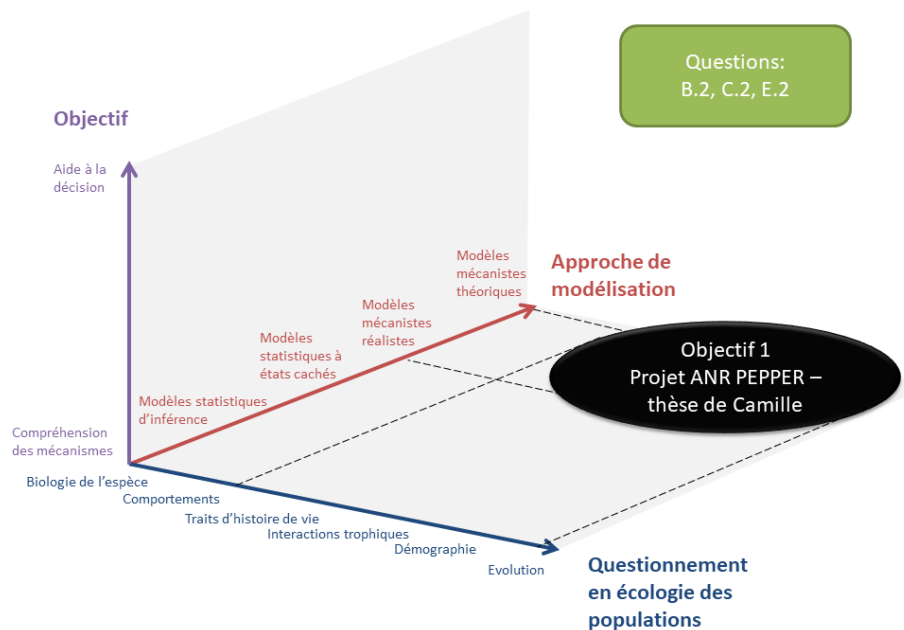 Questions:
B.2, C.2, E.2
Objectif
Aide à la
décision
Compréhension
des mécanismes
Approche de
modélisation
Modèles
mécanistes
théoriques
Modèles
mécanistes
réalistes
Modèles
statistiques à
états cachés
Modèles statistiques
d'inférence
Objectif 1
Projet ANR PEPPER –
thèse de Camille
Biologie de l'espèce
Comportements
Traits d'histoire de vie
Interactions trophiques
Démographie
Evolution
Questionnement
en écologie des
populations